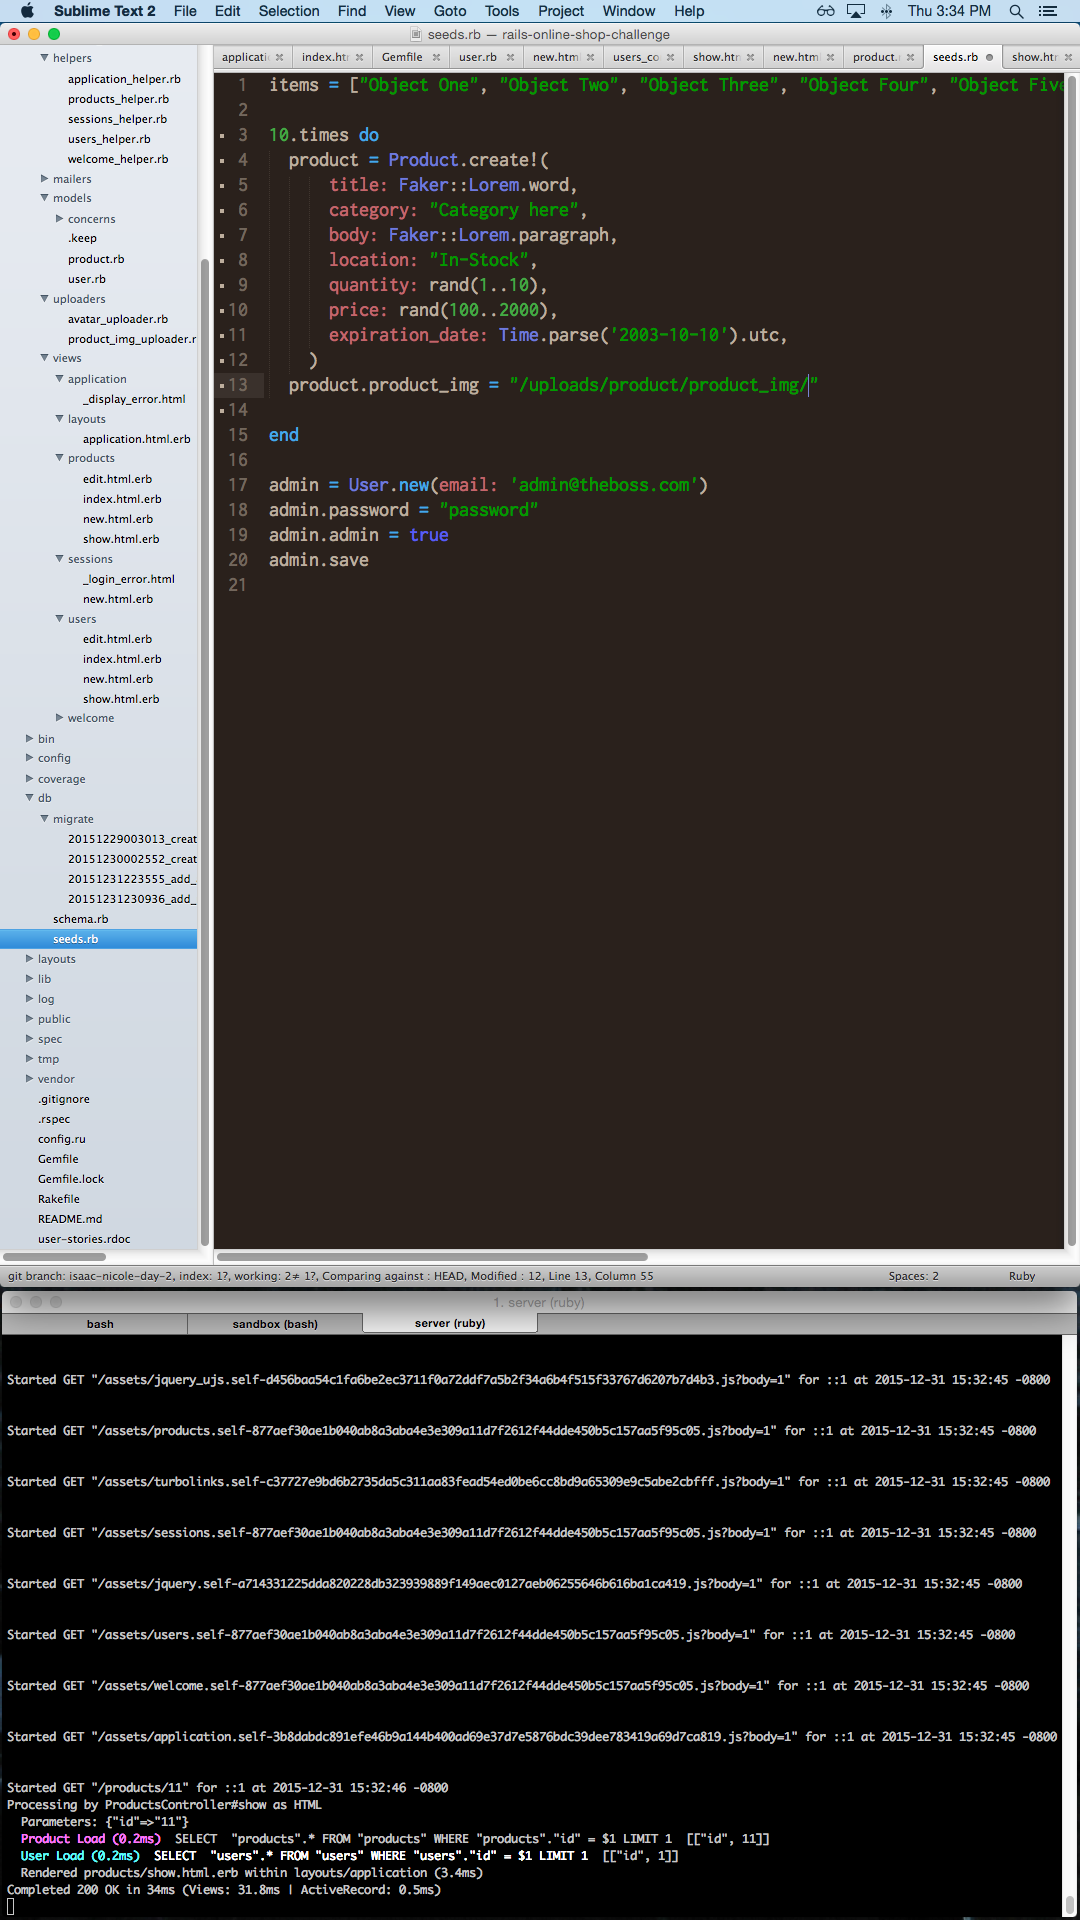 Sublime Text 2 File Edit Selection Find View Goto Tools Project Window Help Thu 3:34 PM
seeds.rb — rails-online-shop-challenge
applicati index.ht Gemfile user.rb new.htm users_co show.htm new.htm product. seeds.rb show.htm
helpers
application_helper.rb
products_helper.rb
sessions_helper.rb
users_helper.rb
welcome_helper.rb
mailers
models
concerns
.keep
product.rb
user.rb
uploaders
avatar_uploader.rb
product_img_uploader.r
views
application
_display_error.html
layouts
application.html.erb
products
edit.html.erb
index.html.erb
new.html.erb
show.html.erb
sessions
_login_error.html
new.html.erb
users
edit.html.erb
index.html.erb
new.html.erb
show.html.erb
welcome
bin
config
coverage
db
migrate
20151229003013_creat
20151230002552_creat
20151231223555_add_
20151231230936_add_
schema.rb
seeds.rb
layouts
lib
log
public
spec
tmp
vendor
.gitignore
.rspec
config.ru
Gemfile
Gemfile.lock
Rakefile
README.md
user-stories.rdoc
1 items = ["Object One", "Object Two", "Object Three", "Object Four", "Object Five
2
3 10.times do
4 product = Product.create!(
5 title: Faker::Lorem.word,
6 category: "Category here",
7 body: Faker::Lorem.paragraph,
8 location: "In-Stock",
9 quantity: rand(1..10),
10 price: rand(100..2000),
11 expiration_date: Time.parse('2003-10-10').utc,
12 )
13 product.product_img = "/uploads/product/product_img/"
14
15 end
16
17 admin = User.new(email: 'admin@theboss.com')
18 admin.password = "password"
19 admin.admin = true
20 admin.save
21
git branch: isaac-nicole-day-2, index: 1?, working: 2≠ 1?, Comparing against : HEAD, Modified : 12, Line 13, Column 55 Spaces: 2 Ruby
1. server (ruby)
bash sandbox (bash) server (ruby)
Started GET "/assets/jquery_ujs.self-d456baa54c1fa6be2ec3711f0a72ddf7a5b2f34a6b4f515f33767d6207b7d4b3.js?body=1" for ::1 at 2015-12-31 15:32:45 -0800
Started GET "/assets/products.self-877aef30ae1b040ab8a3aba4e3e309a11d7f2612f44dde450b5c157aa5f95c05.js?body=1" for ::1 at 2015-12-31 15:32:45 -0800
Started GET "/assets/turbolinks.self-c37727e9bd6b2735da5c311aa83fead54ed0be6cc8bd9a65309e9c5abe2cbfff.js?body=1" for ::1 at 2015-12-31 15:32:45 -0800
Started GET "/assets/sessions.self-877aef30ae1b040ab8a3aba4e3e309a11d7f2612f44dde450b5c157aa5f95c05.js?body=1" for ::1 at 2015-12-31 15:32:45 -0800
Started GET "/assets/jquery.self-a714331225dda820228db323939889f149aec0127aeb06255646b616ba1ca419.js?body=1" for ::1 at 2015-12-31 15:32:45 -0800
Started GET "/assets/users.self-877aef30ae1b040ab8a3aba4e3e309a11d7f2612f44dde450b5c157aa5f95c05.js?body=1" for ::1 at 2015-12-31 15:32:45 -0800
Started GET "/assets/welcome.self-877aef30ae1b040ab8a3aba4e3e309a11d7f2612f44dde450b5c157aa5f95c05.js?body=1" for ::1 at 2015-12-31 15:32:45 -0800
Started GET "/assets/application.self-3b8dabdc891efe46b9a144b400ad69e37d7e5876bdc39dee783419a69d7ca819.js?body=1" for ::1 at 2015-12-31 15:32:45 -0800
Started GET "/products/11" for ::1 at 2015-12-31 15:32:46 -0800
Processing by ProductsController#show as HTML
Parameters: {"id"=>"11"}
Product Load (0.2ms) SELECT "products".* FROM "products" WHERE "products"."id" = $1 LIMIT 1 [["id", 11]]
User Load (0.2ms) SELECT "users".* FROM "users" WHERE "users"."id" = $1 LIMIT 1 [["id", 1]]
Rendered products/show.html.erb within layouts/application (3.4ms)
Completed 200 OK in 34ms (Views: 31.8ms | ActiveRecord: 0.5ms)